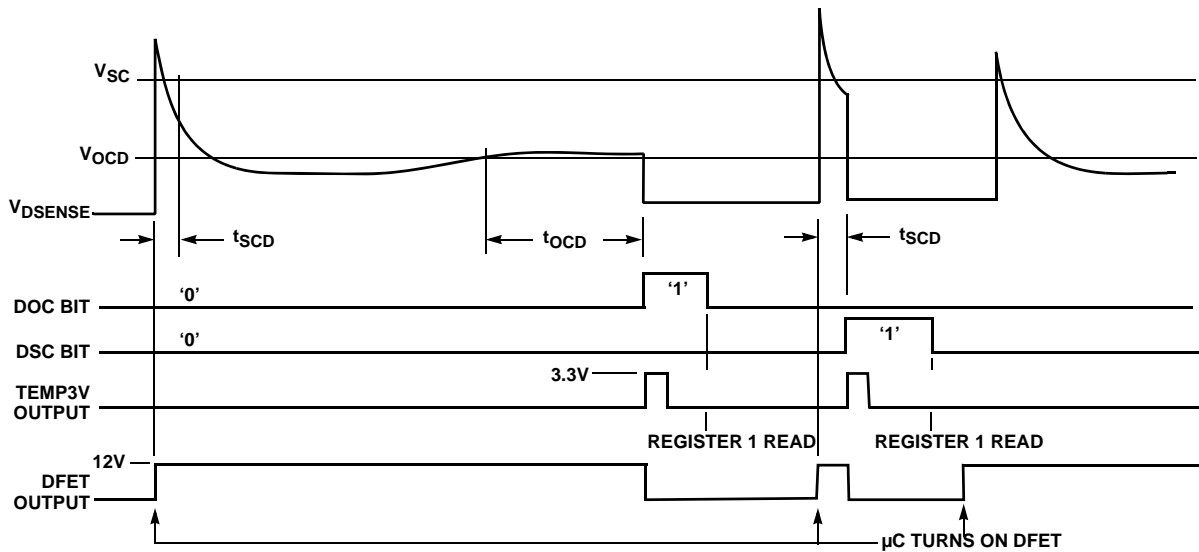 VSC
VOCD
VDSENSE
tSCD
tOCD
tSCD
DOC BIT
‘0’
‘1’
DSC BIT
‘0’
‘1’
3.3V
TEMP3V
OUTPUT
REGISTER 1 READ
REGISTER 1 READ
12V
DFET
OUTPUT
µC TURNS ON DFET